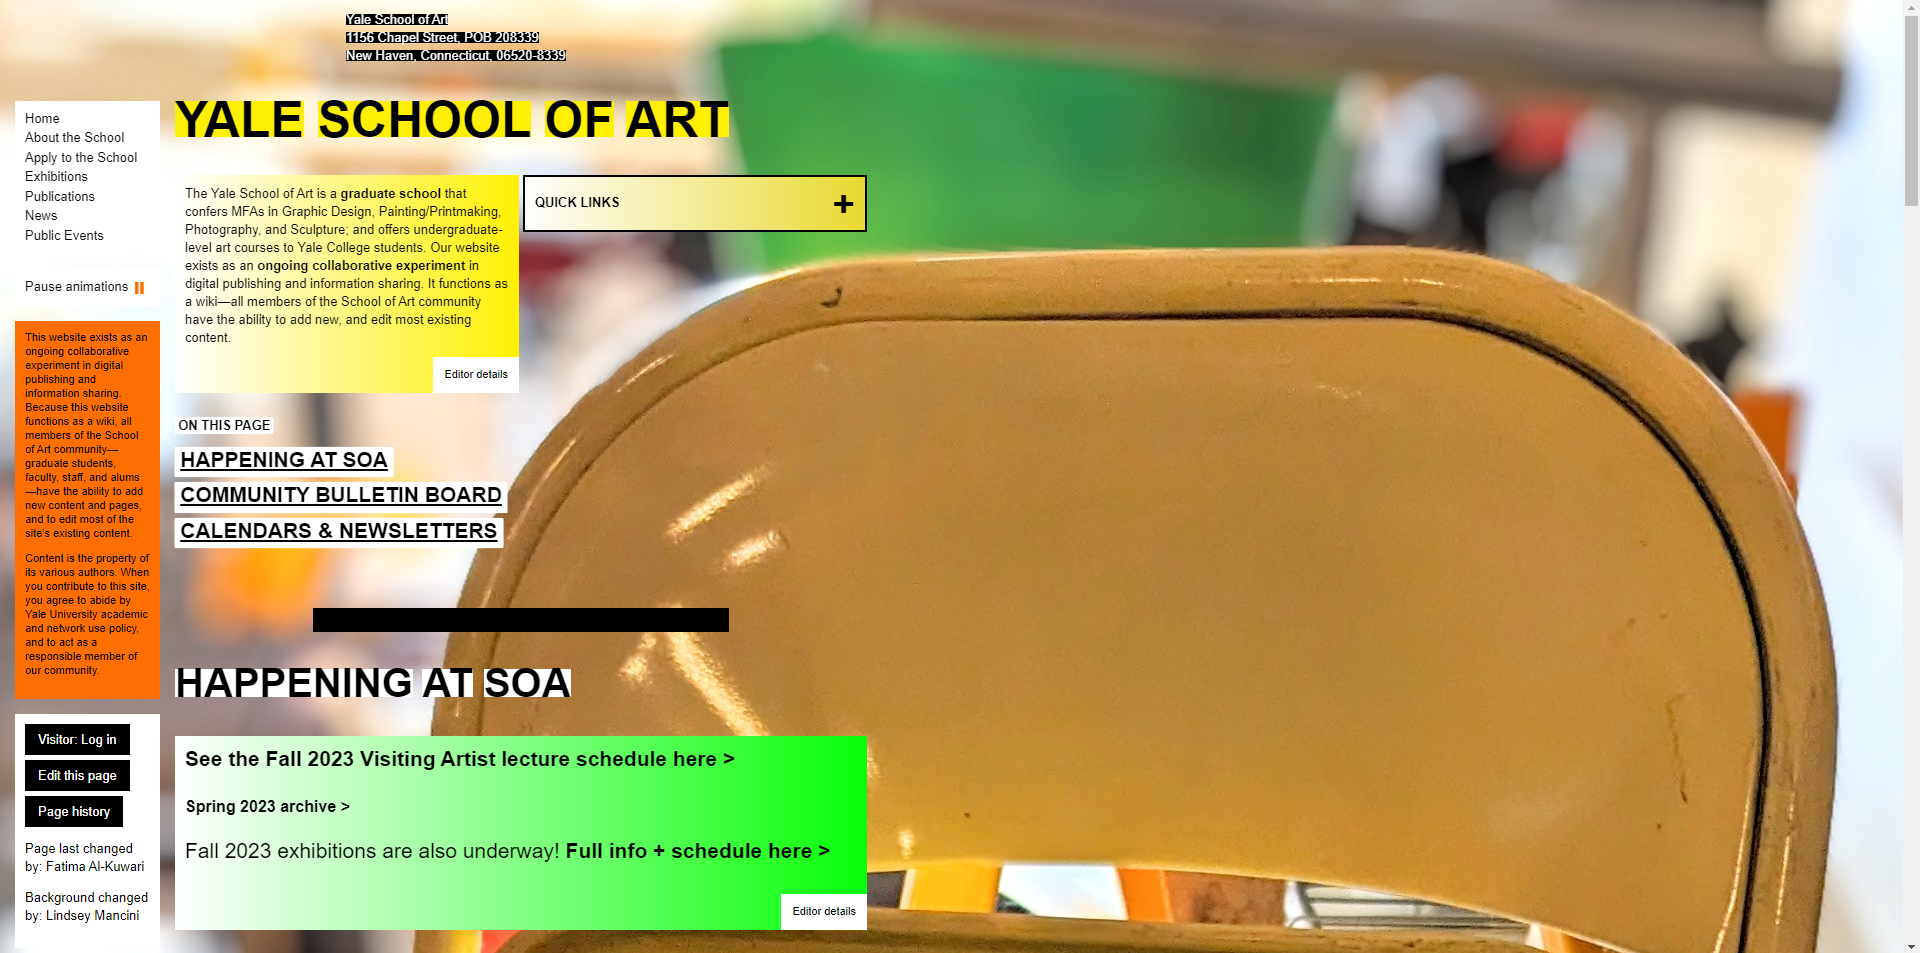 Yale School of Art
1156 Chapel Street, POB 208339
New Haven, Connecticut, 06520-8339
Home
About the School
Apply to the School
Exhibitions
Publications
News
Public Events
Pause animations
This website exists as an
ongoing collaborative
experiment in digital
publishing and
information sharing.
Because this website
functions as a wiki, all
members of the School
of Art community—
graduate students,
faculty, staff, and alums
—have the ability to add
new content and pages,
and to edit most of the
site's existing content.
Content is the property of
its various authors. When
you contribute to this site,
you agree to abide by
Yale University academic
and network use policy,
and to act as a
responsible member of
our community.
Visitor: Log in
Edit this page
Page history
Page last changed
by: Fatima Al-Kuwari
Background changed
by: Lindsey Mancini
YALE SCHOOL OF ART
The Yale School of Art is a graduate school that
confers MFAs in Graphic Design, Painting/Printmaking,
Photography, and Sculpture; and offers undergraduate-
level art courses to Yale College students. Our website
exists as an ongoing collaborative experiment in
digital publishing and information sharing. It functions as
a wiki—all members of the School of Art community
have the ability to add new, and edit most existing
content.
Editor details
QUICK LINKS +
ON THIS PAGE
HAPPENING AT SOA
COMMUNITY BULLETIN BOARD
CALENDARS & NEWSLETTERS
HAPPENING AT SOA
See the Fall 2023 Visiting Artist lecture schedule here >
Spring 2023 archive >
Fall 2023 exhibitions are also underway! Full info + schedule here >
Editor details